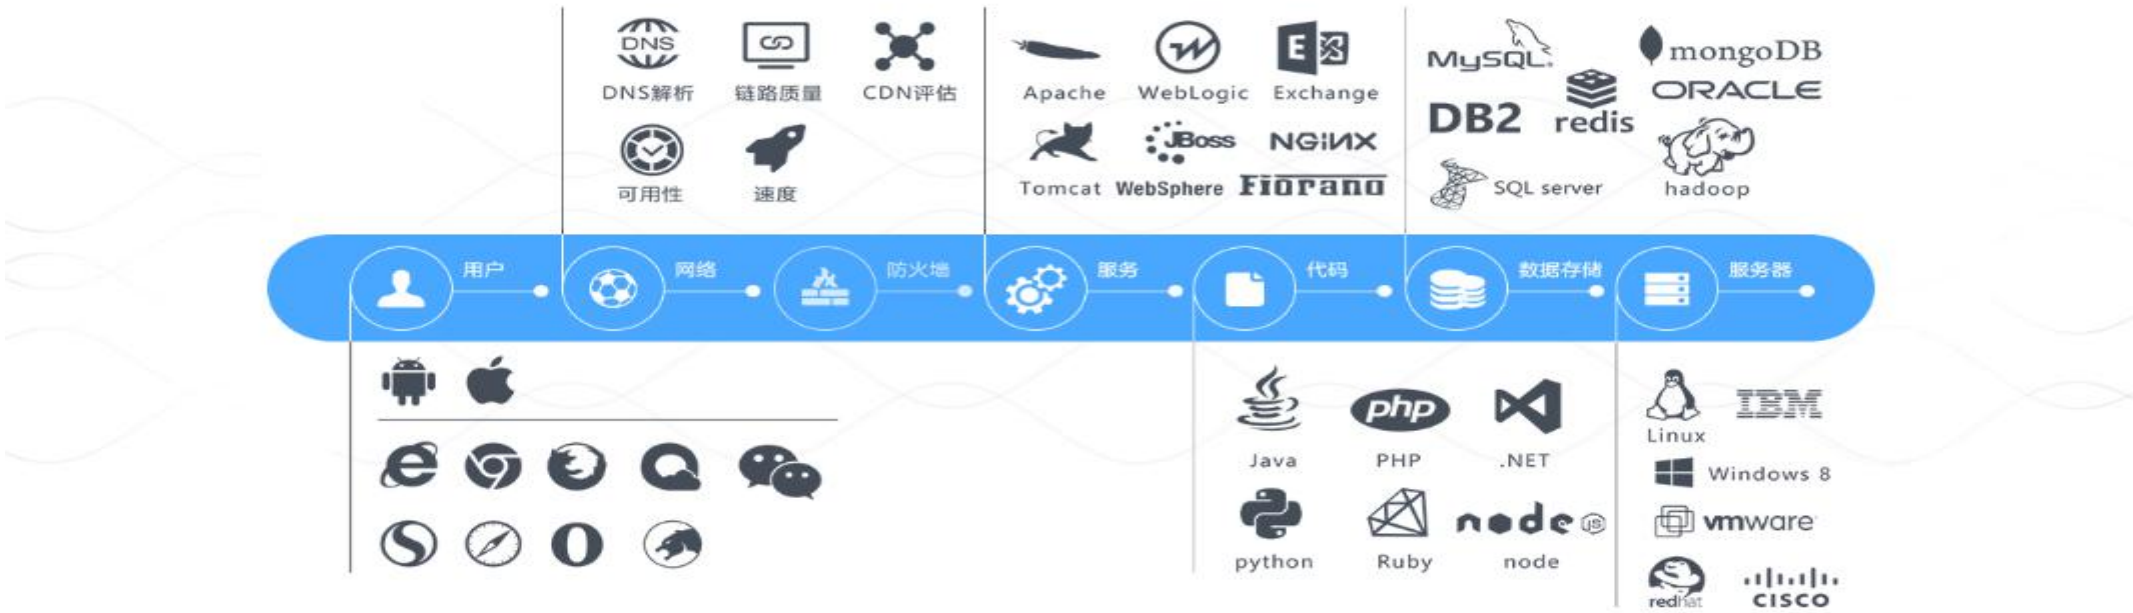 DNS
DNS解析 链路质量 CDN评估
可用性 速度
Apache WebLogic Exchange
JBoss NGiNX
Tomcat WebSphere Fiorano
MySQL mongoDB
ORACLE
DB2 redis
SQL server hadoop
用户 网络 防火墙 服务 代码 数据存储 服务器
php
Java PHP .NET
node JS
python Ruby node
IBM
Linux
Windows 8
vmware
redhat CISCO